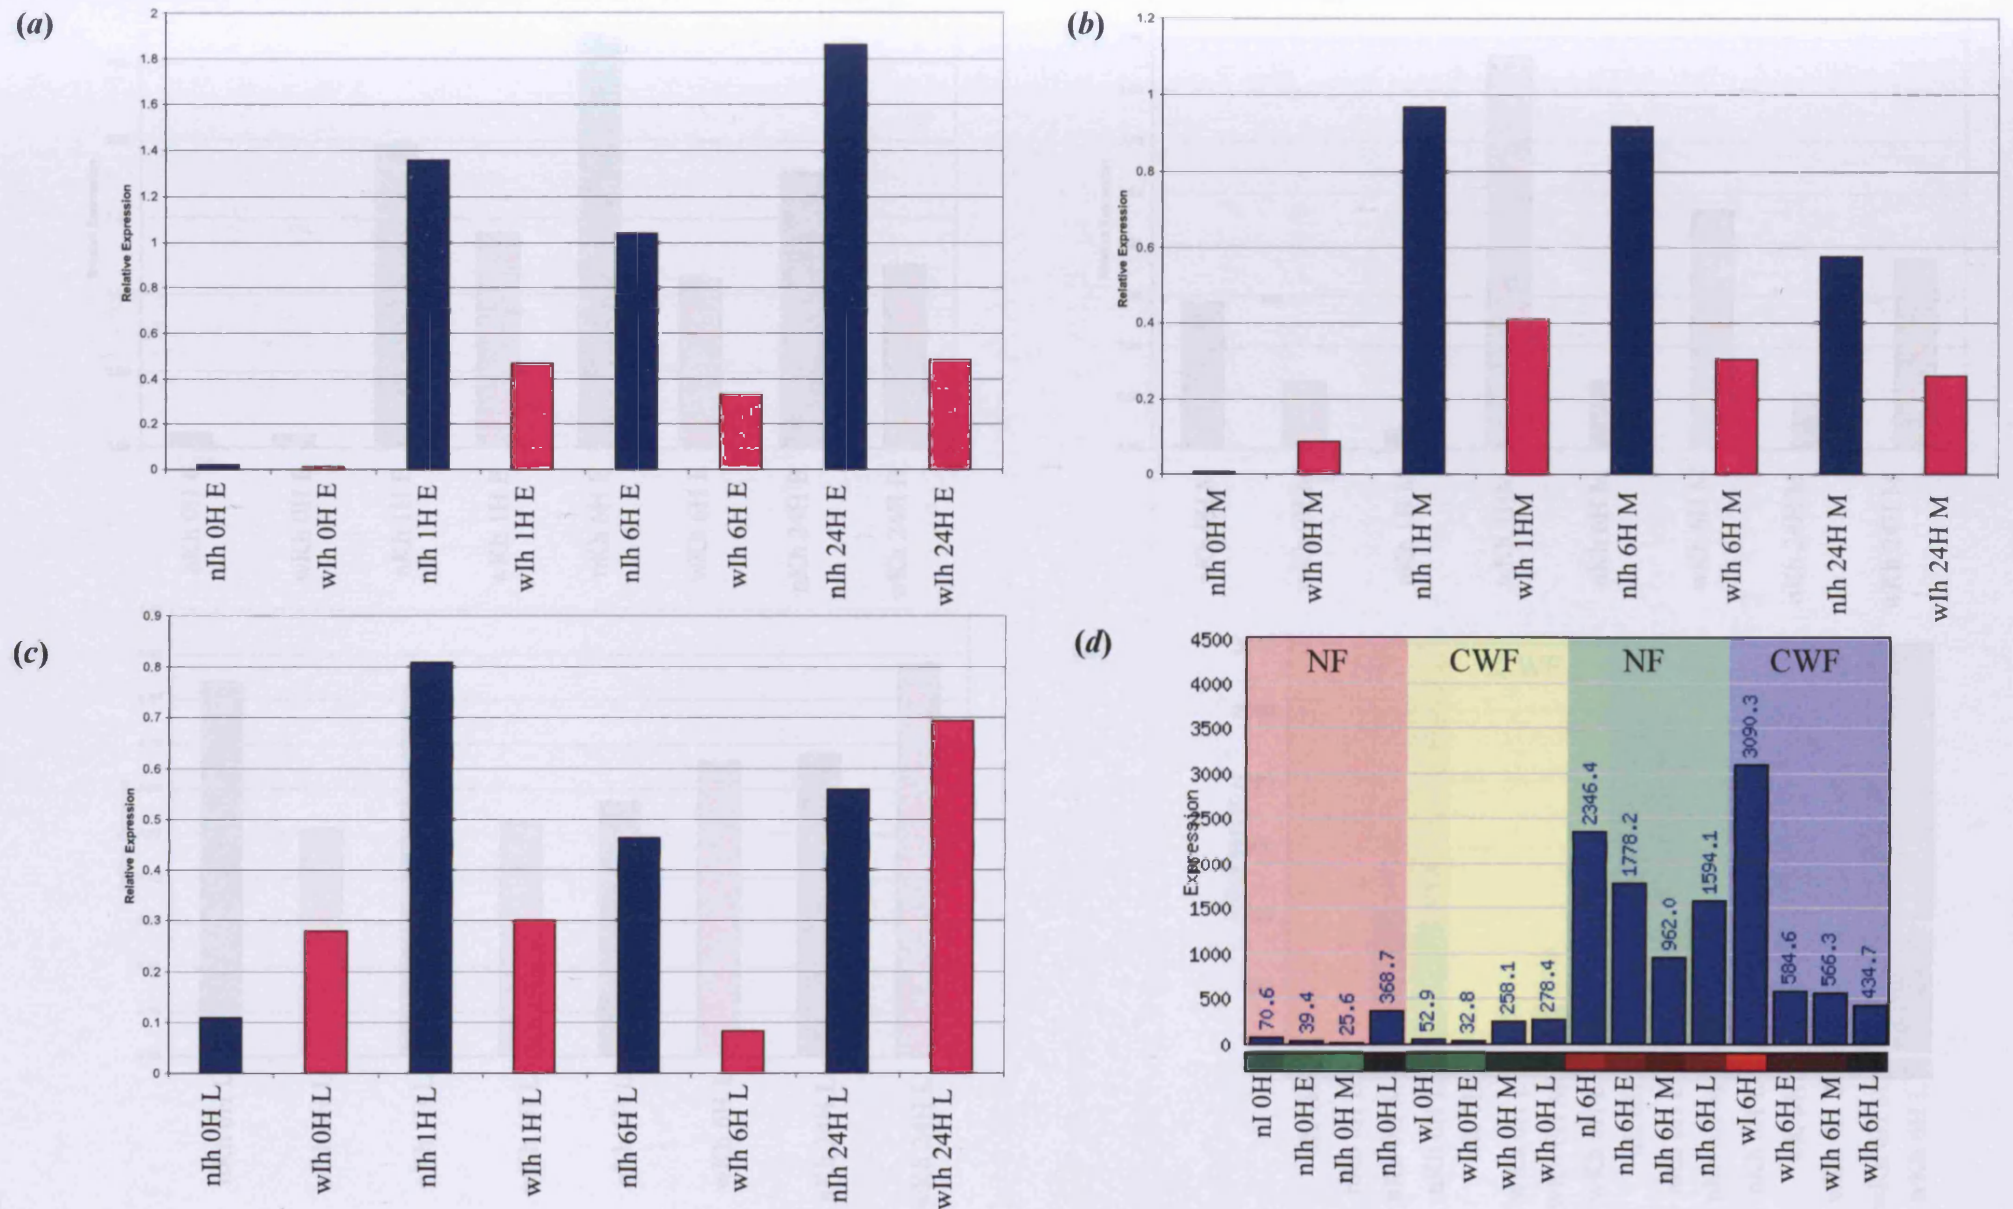 (a)
2
1.8
1.6
1.4
1.2
1
0.8
0.6
0.4
0.2
0
Relative Expression
nIh 0H E
wIh 0H E
nIh 1H E
wIh 1H E
nIh 6H E
wIh 6H E
nIh 24H E
wIh 24H E
(b)
1.2
1
0.8
0.6
0.4
0.2
0
Relative Expression
nIh 0H M
wIh 0H M
nIh 1H M
wIh 1HM
nIh 6H M
wIh 6H M
nIh 24H M
wIh 24H M
(c)
0.9
0.8
0.7
0.6
0.5
0.4
0.3
0.2
0.1
0
Relative Expression
nIh 0H L
wIh 0H L
nIh 1H L
wIh 1H L
nIh 6H L
wIh 6H L
nIh 24H L
wIh 24H L
(d)
4500
4000
3500
3000
2500
2000
1500
1000
500
0
Expression
NF CWF NF CWF
70.6
39.4
25.6
368.7
52.9
32.8
258.1
278.4
2346.4
1778.2
962.0
1594.1
3090.3
584.6
566.3
434.7
nI 0H
nIh 0H E
nIh 0H M
nIh 0H L
wI 0H
wIh 0H E
wIh 0H M
wIh 0H L
nI 6H
nIh 6H E
nIh 6H M
nIh 6H L
wI 6H
wIh 6H E
wIh 6H M
wIh 6H L